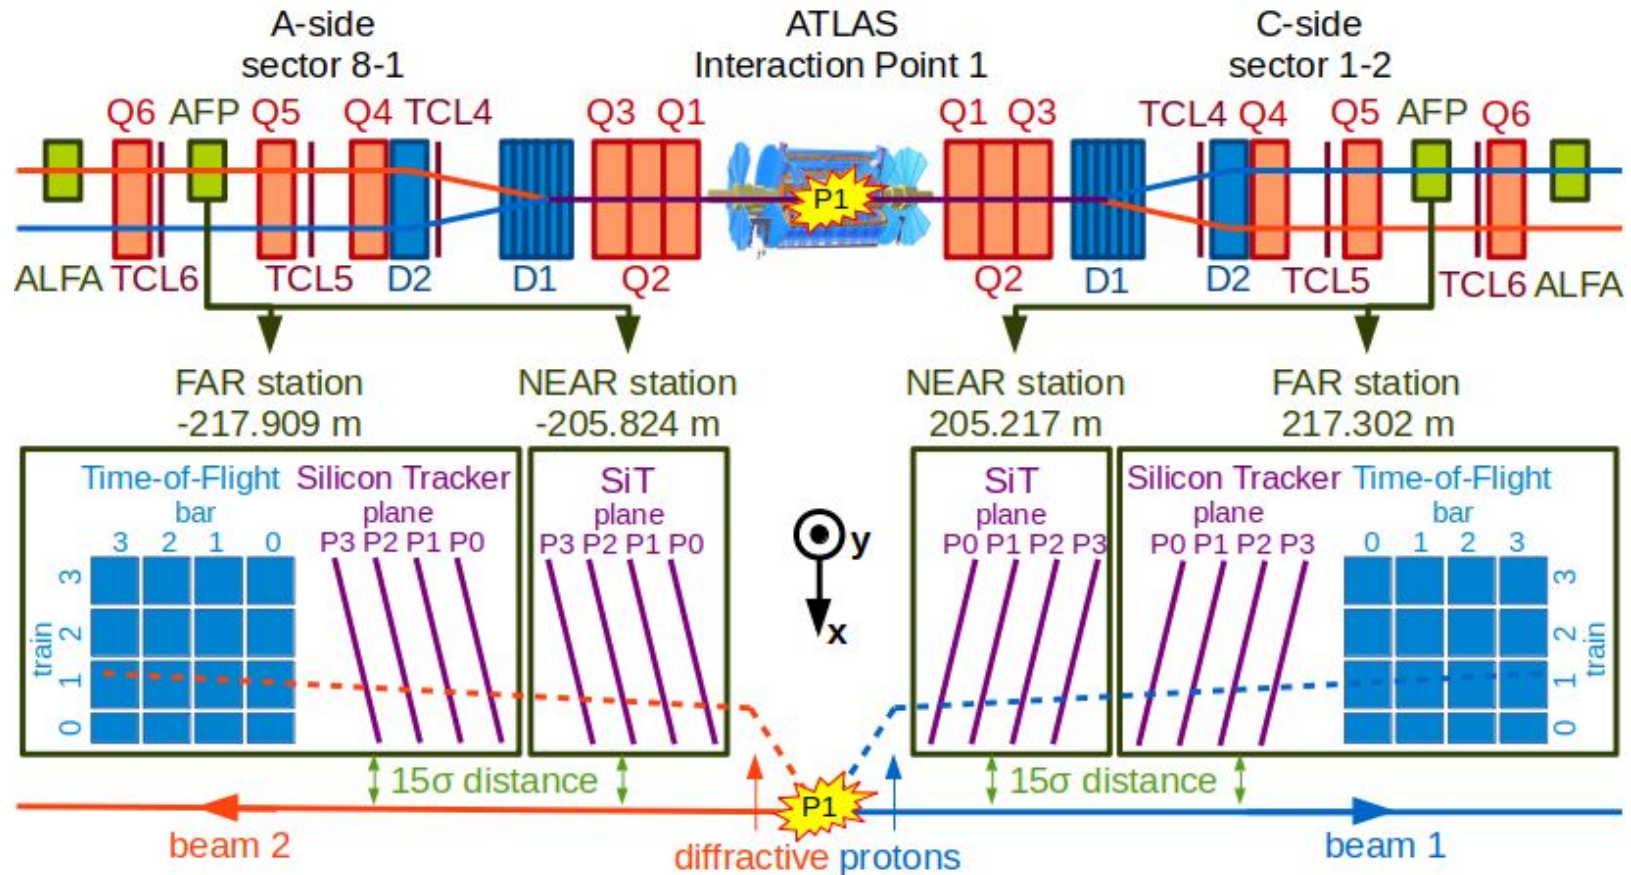 A-side
sector 8-1
ATLAS
Interaction Point 1
C-side
sector 1-2
Q6 AFP Q5 Q4 TCL4 Q3 Q1
Q1 Q3 TCL4 Q4 Q5 AFP Q6
P1
ALFA TCL6 TCL5 D2 D1 Q2
Q2 D1 D2 TCL5 TCL6 ALFA
FAR station
-217.909 m
NEAR station
-205.824 m
NEAR station
205.217 m
FAR station
217.302 m
Time-of-Flight
bar
3 2 1 0
train
3
2
1
0
Silicon Tracker
plane
P3 P2 P1 P0
SiT
plane
P3 P2 P1 P0
y
x
SiT
plane
P0 P1 P2 P3
Silicon Tracker
plane
P0 P1 P2 P3
Time-of-Flight
bar
0 1 2 3
3
2
1
0
train
15σ distance
15σ distance
P1
beam 2
diffractive protons
beam 1